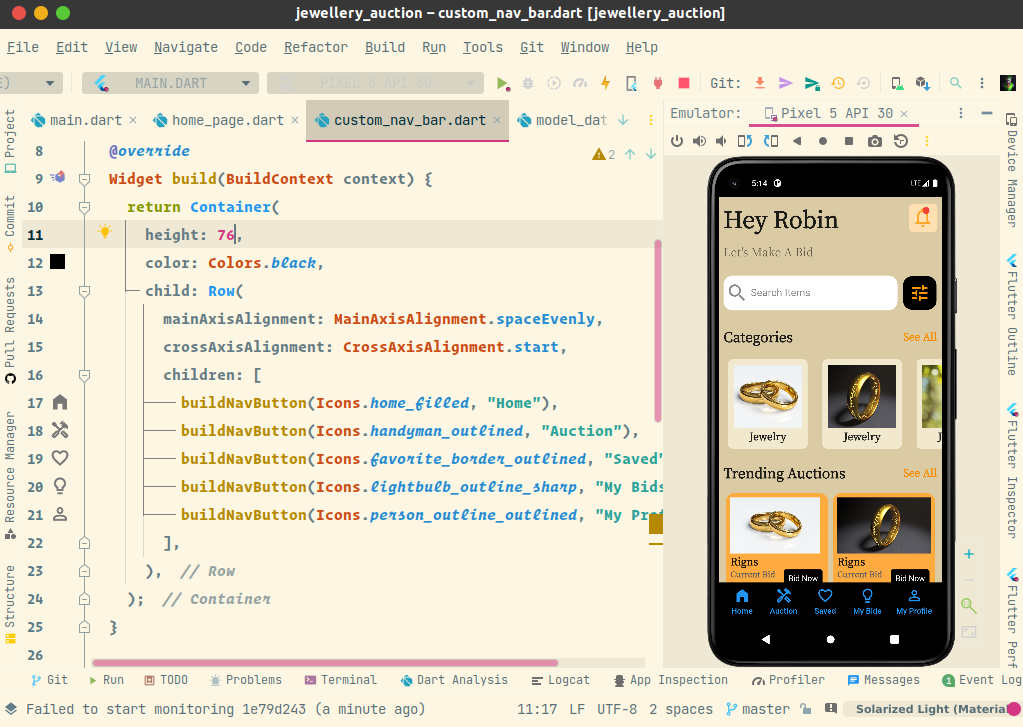 jewellery_auction – custom_nav_bar.dart [jewellery_auction]
File Edit View Navigate Code Refactor Build Run Tools Git Window Help
E) MAIN.DART PIXEL 5 API 30 Git:
main.dart × home_page.dart × custom_nav_bar.dart × model_dat
Emulator: Pixel 5 API 30 ×
Project
Commit
Pull Requests
Resource Manager
Structure
2
8 @override
9 Widget build(BuildContext context) {
10 return Container(
11 height: 76,
12 color: Colors.black,
13 child: Row(
14 mainAxisAlignment: MainAxisAlignment.spaceEvenly,
15 crossAxisAlignment: CrossAxisAlignment.start,
16 children: [
17 buildNavButton(Icons.home_filled, "Home"),
18 buildNavButton(Icons.handyman_outlined, "Auction"),
19 buildNavButton(Icons.favorite_border_outlined, "Saved"
20 buildNavButton(Icons.lightbulb_outline_sharp, "My Bids
21 buildNavButton(Icons.person_outline_outlined, "My Prof
22 ],
23 ), // Row
24 ); // Container
25 }
26
5:14 LTE
Hey Robin
Let's Make A Bid
Search Items
Categories See All
Jewelry Jewelry J
Trending Auctions See All
Rigns Rigns
Current Bid Bid Now Current Bid Bid Now
Home Auction Saved My Bids My Profile
Device Manager
Flutter Outline
Flutter Inspector
Flutter Perf
Git Run TODO Problems Terminal Dart Analysis Logcat App Inspection Profiler Messages 1 Event Log
Failed to start monitoring 1e79d243 (a minute ago) 11:17 LF UTF-8 2 spaces master Solarized Light (Material